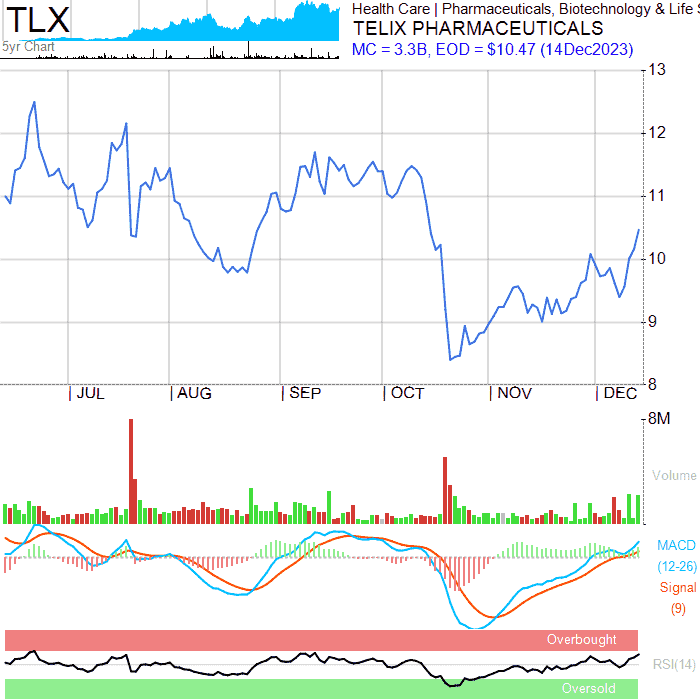 TLX
5yr Chart
Health Care | Pharmaceuticals, Biotechnology & Life S
TELIX PHARMACEUTICALS
MC = 3.3B, EOD = $10.47 (14Dec2023)
13
12
11
10
9
8
JUL
AUG
SEP
OCT
NOV
DEC
8M
Volume
MACD
(12-26)
Signal
(9)
Overbought
RSI(14)
Oversold